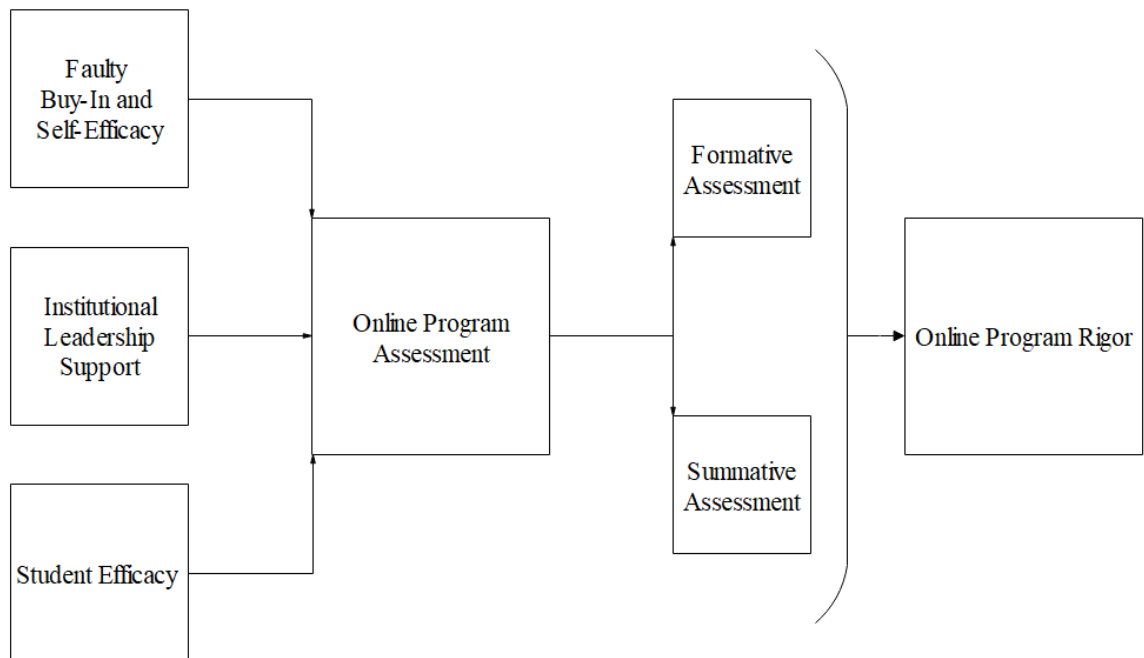 Faulty
Buy-In and
Self-Efficacy
Institutional
Leadership
Support
Student Efficacy
Online Program
Assessment
Formative
Assessment
Summative
Assessment
Online Program Rigor